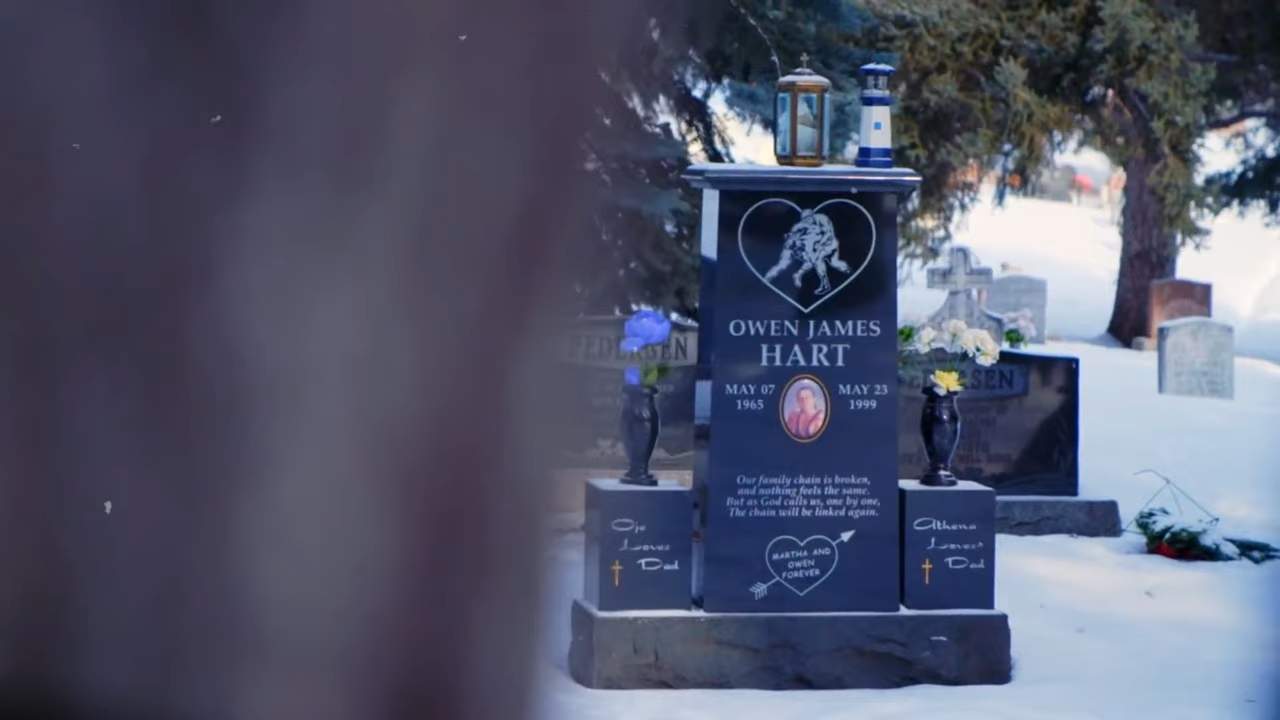 OWEN JAMES
HART
MAY 07
1965
MAY 23
1999
Our family chain is broken,
and nothing feels the same.
But as God calls us, one by one,
The chain will be linked again.
MARTHA AND
OWEN
FOREVER
Oje
Loves
Dad
Athena
Loves
Dad
PEDERSEN